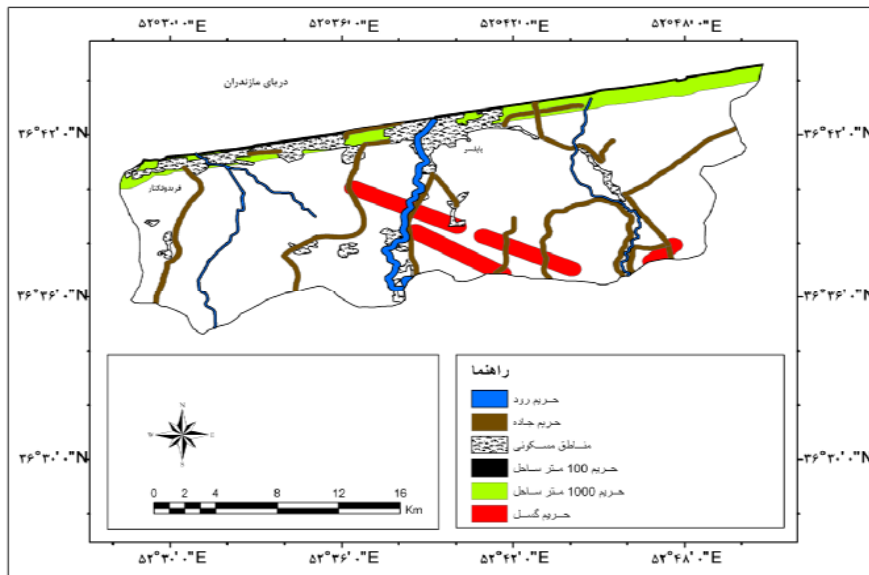 ۵۲°۳۰'۰"E ۵۲°۳۶'۰"E ۵۲°۴۲'۰"E ۵۲°۴۸'۰"E
دریای مازندران
۳۶°۴۲'۰"N ۳۶°۴۲'۰"N
بابلسر
فریدونکنار
۳۶°۳۶'۰"N ۳۶°۳۶'۰"N
راهنما
حریم رود
حریم جاده
مناطق مسکونی
حریم 100 متر ساحل
حریم 1000 متر ساحل
حریم گسل
N
W E
S
۳۶°۳۰'۰"N ۳۶°۳۰'۰"N
0 2 4 8 12 16
Km
۵۲°۳۰'۰"E ۵۲°۳۶'۰"E ۵۲°۴۲'۰"E ۵۲°۴۸'۰"E